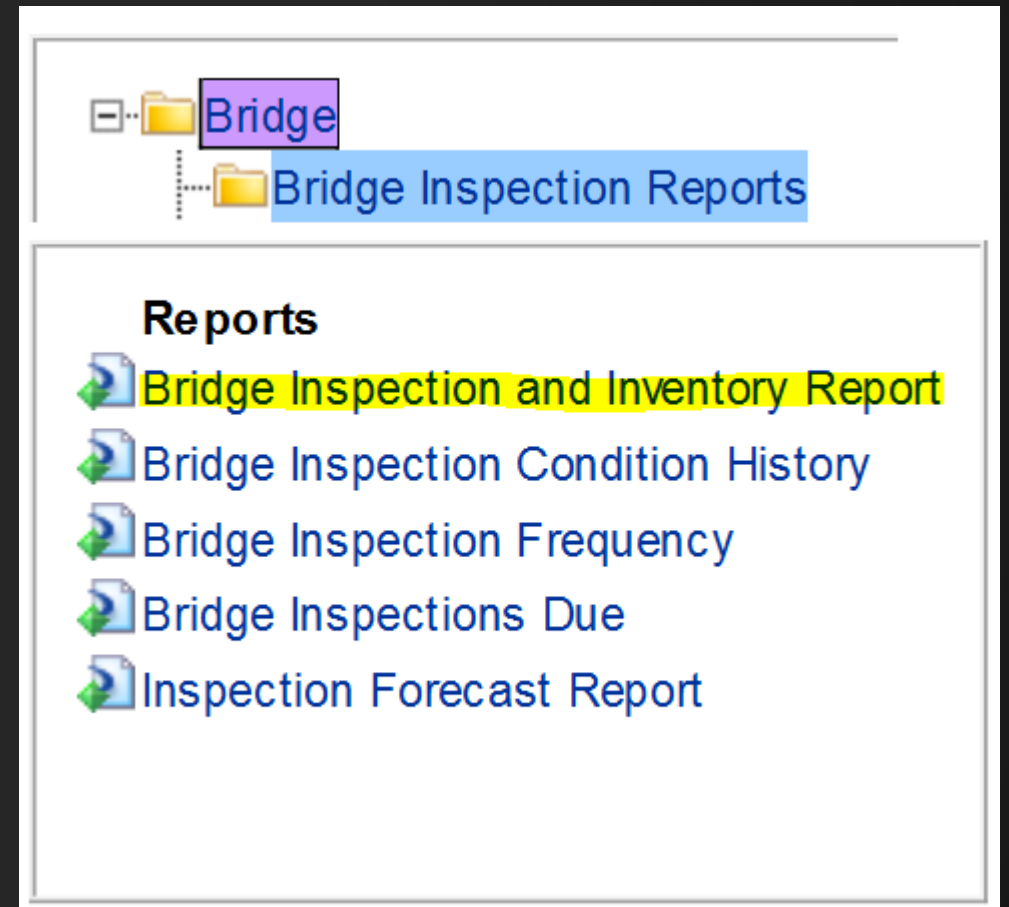 Bridge
Bridge Inspection Reports
Reports
Bridge Inspection and Inventory Report
Bridge Inspection Condition History
Bridge Inspection Frequency
Bridge Inspections Due
Inspection Forecast Report